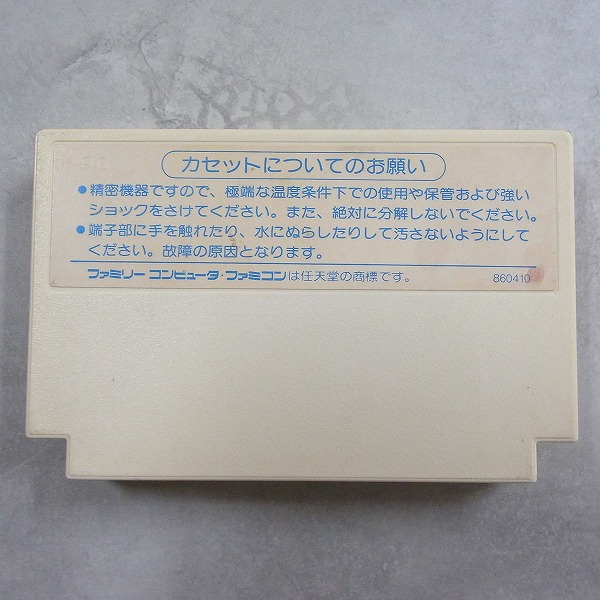 カセットについてのお願い
●精密機器ですので、極端な温度条件下での使用や保管および強い
ショックをさけてください。また、絶対に分解しないでください。
●端子部に手を触れたり、水にぬらしたりして汚さないようにして
ください。故障の原因となります。
ファミリーコンピュータ・ファミコンは任天堂の商標です。 860410